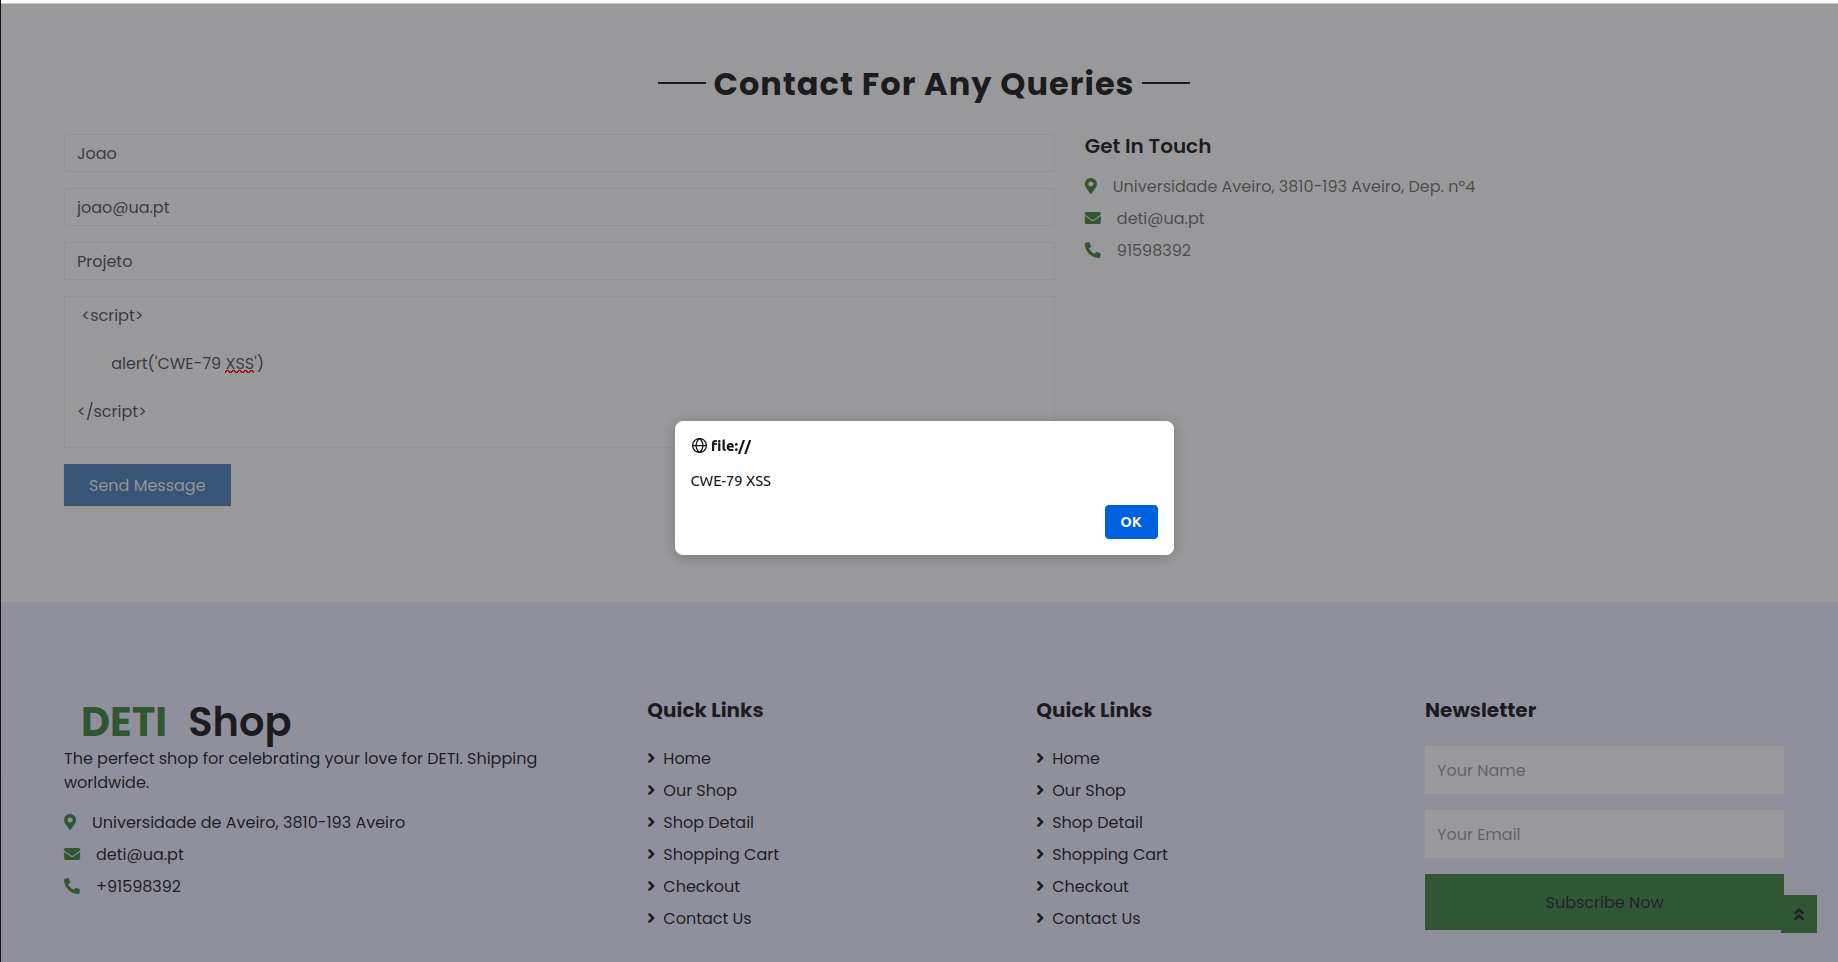 Contact For Any Queries
Joao
joao@ua.pt
Projeto
<script>
alert('CWE-79 XSS')
</script>
Send Message
Get In Touch
Universidade Aveiro, 3810-193 Aveiro, Dep. nº4
deti@ua.pt
91598392
file://
CWE-79 XSS
OK
DETI Shop
The perfect shop for celebrating your love for DETI. Shipping
worldwide.
Universidade de Aveiro, 3810-193 Aveiro
deti@ua.pt
+91598392
Quick Links
Home
Our Shop
Shop Detail
Shopping Cart
Checkout
Contact Us
Quick Links
Home
Our Shop
Shop Detail
Shopping Cart
Checkout
Contact Us
Newsletter
Your Name
Your Email
Subscribe Now